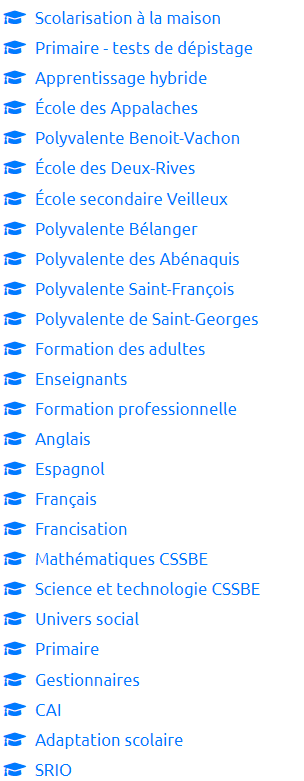 Scolarisation à la maison
Primaire - tests de dépistage
Apprentissage hybride
École des Appalaches
Polyvalente Benoit-Vachon
École des Deux-Rives
École secondaire Veilleux
Polyvalente Bélanger
Polyvalente des Abénaquis
Polyvalente Saint-François
Polyvalente de Saint-Georges
Formation des adultes
Enseignants
Formation professionnelle
Anglais
Espagnol
Français
Francisation
Mathématiques CSSBE
Science et technologie CSSBE
Univers social
Primaire
Gestionnaires
CAI
Adaptation scolaire
SRIO